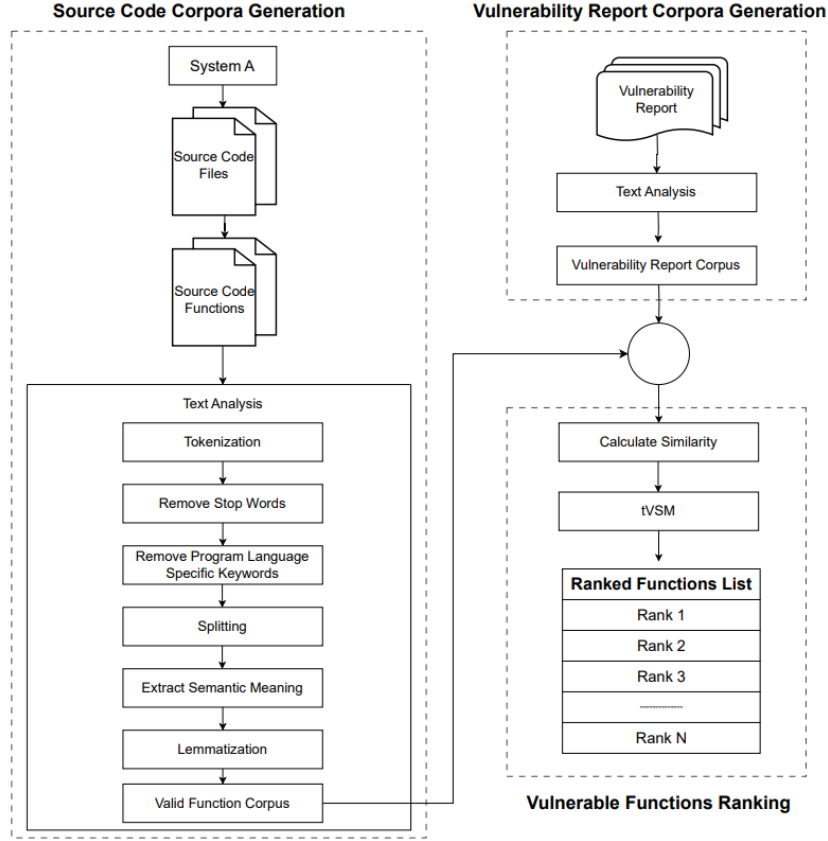 Source Code Corpora Generation
System A
Source Code
Files
Source Code
Functions
Text Analysis
Tokenization
Remove Stop Words
Remove Program Language
Specific Keywords
Splitting
Extract Semantic Meaning
Lemmatization
Valid Function Corpus
Vulnerability Report Corpora Generation
Vulnerability
Report
Text Analysis
Vulnerability Report Corpus
Calculate Similarity
tVSM
Ranked Functions List
Rank 1
Rank 2
Rank 3
--------------
Rank N
Vulnerable Functions Ranking